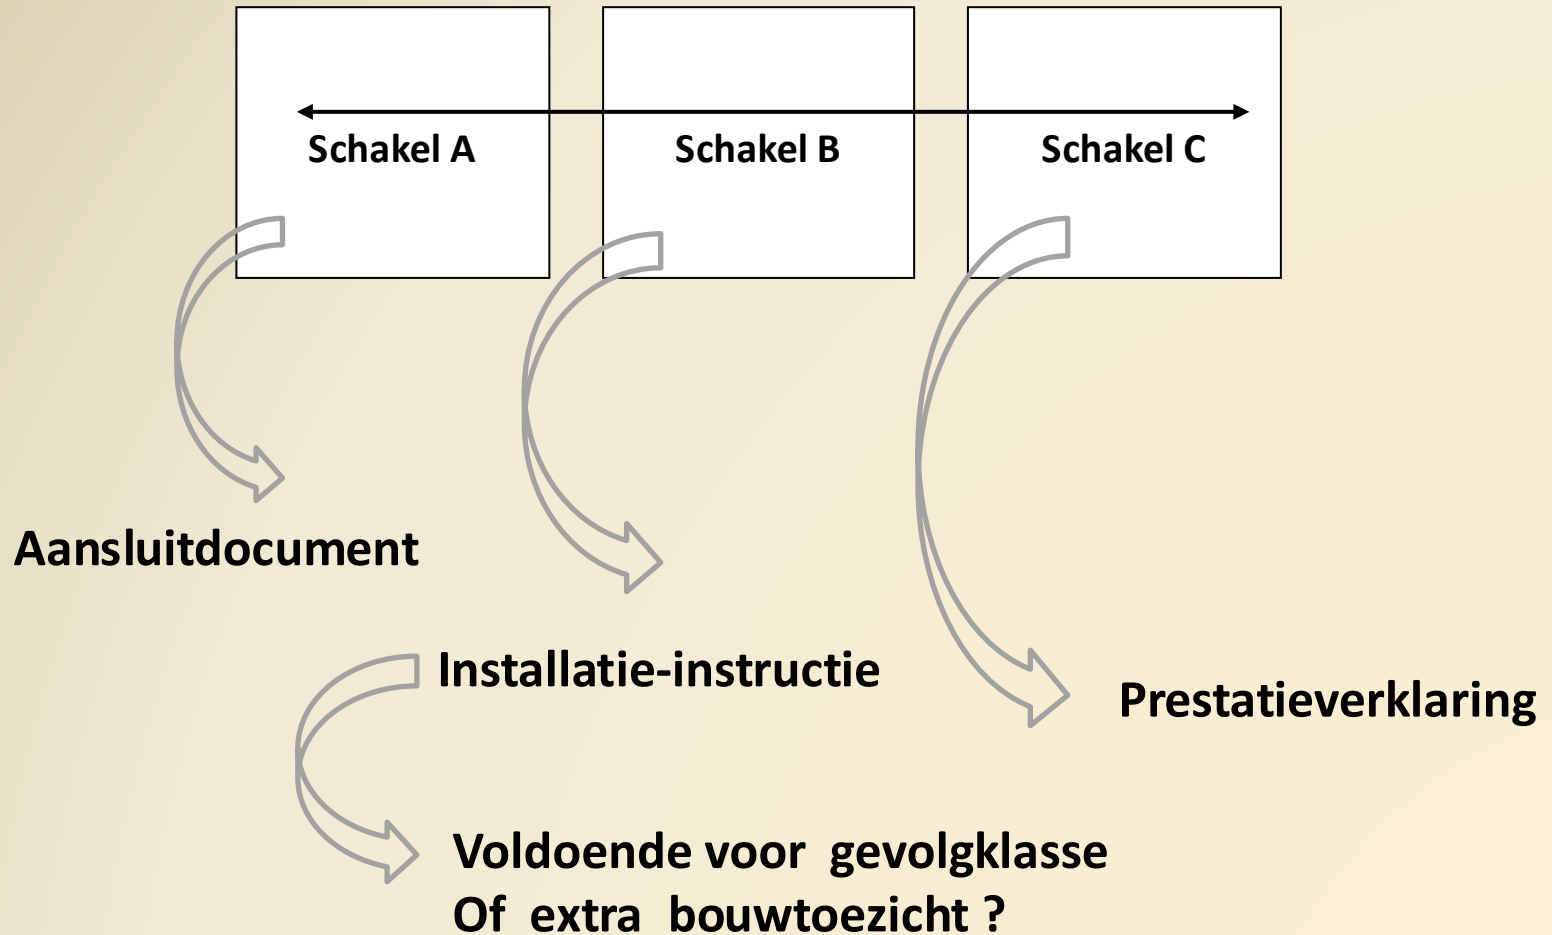 Schakel A
Schakel B
Schakel C
Aansluitdocument
Installatie-instructie
Prestatieverklaring
Voldoende voor gevolgklasse
Of extra bouwtoezicht ?